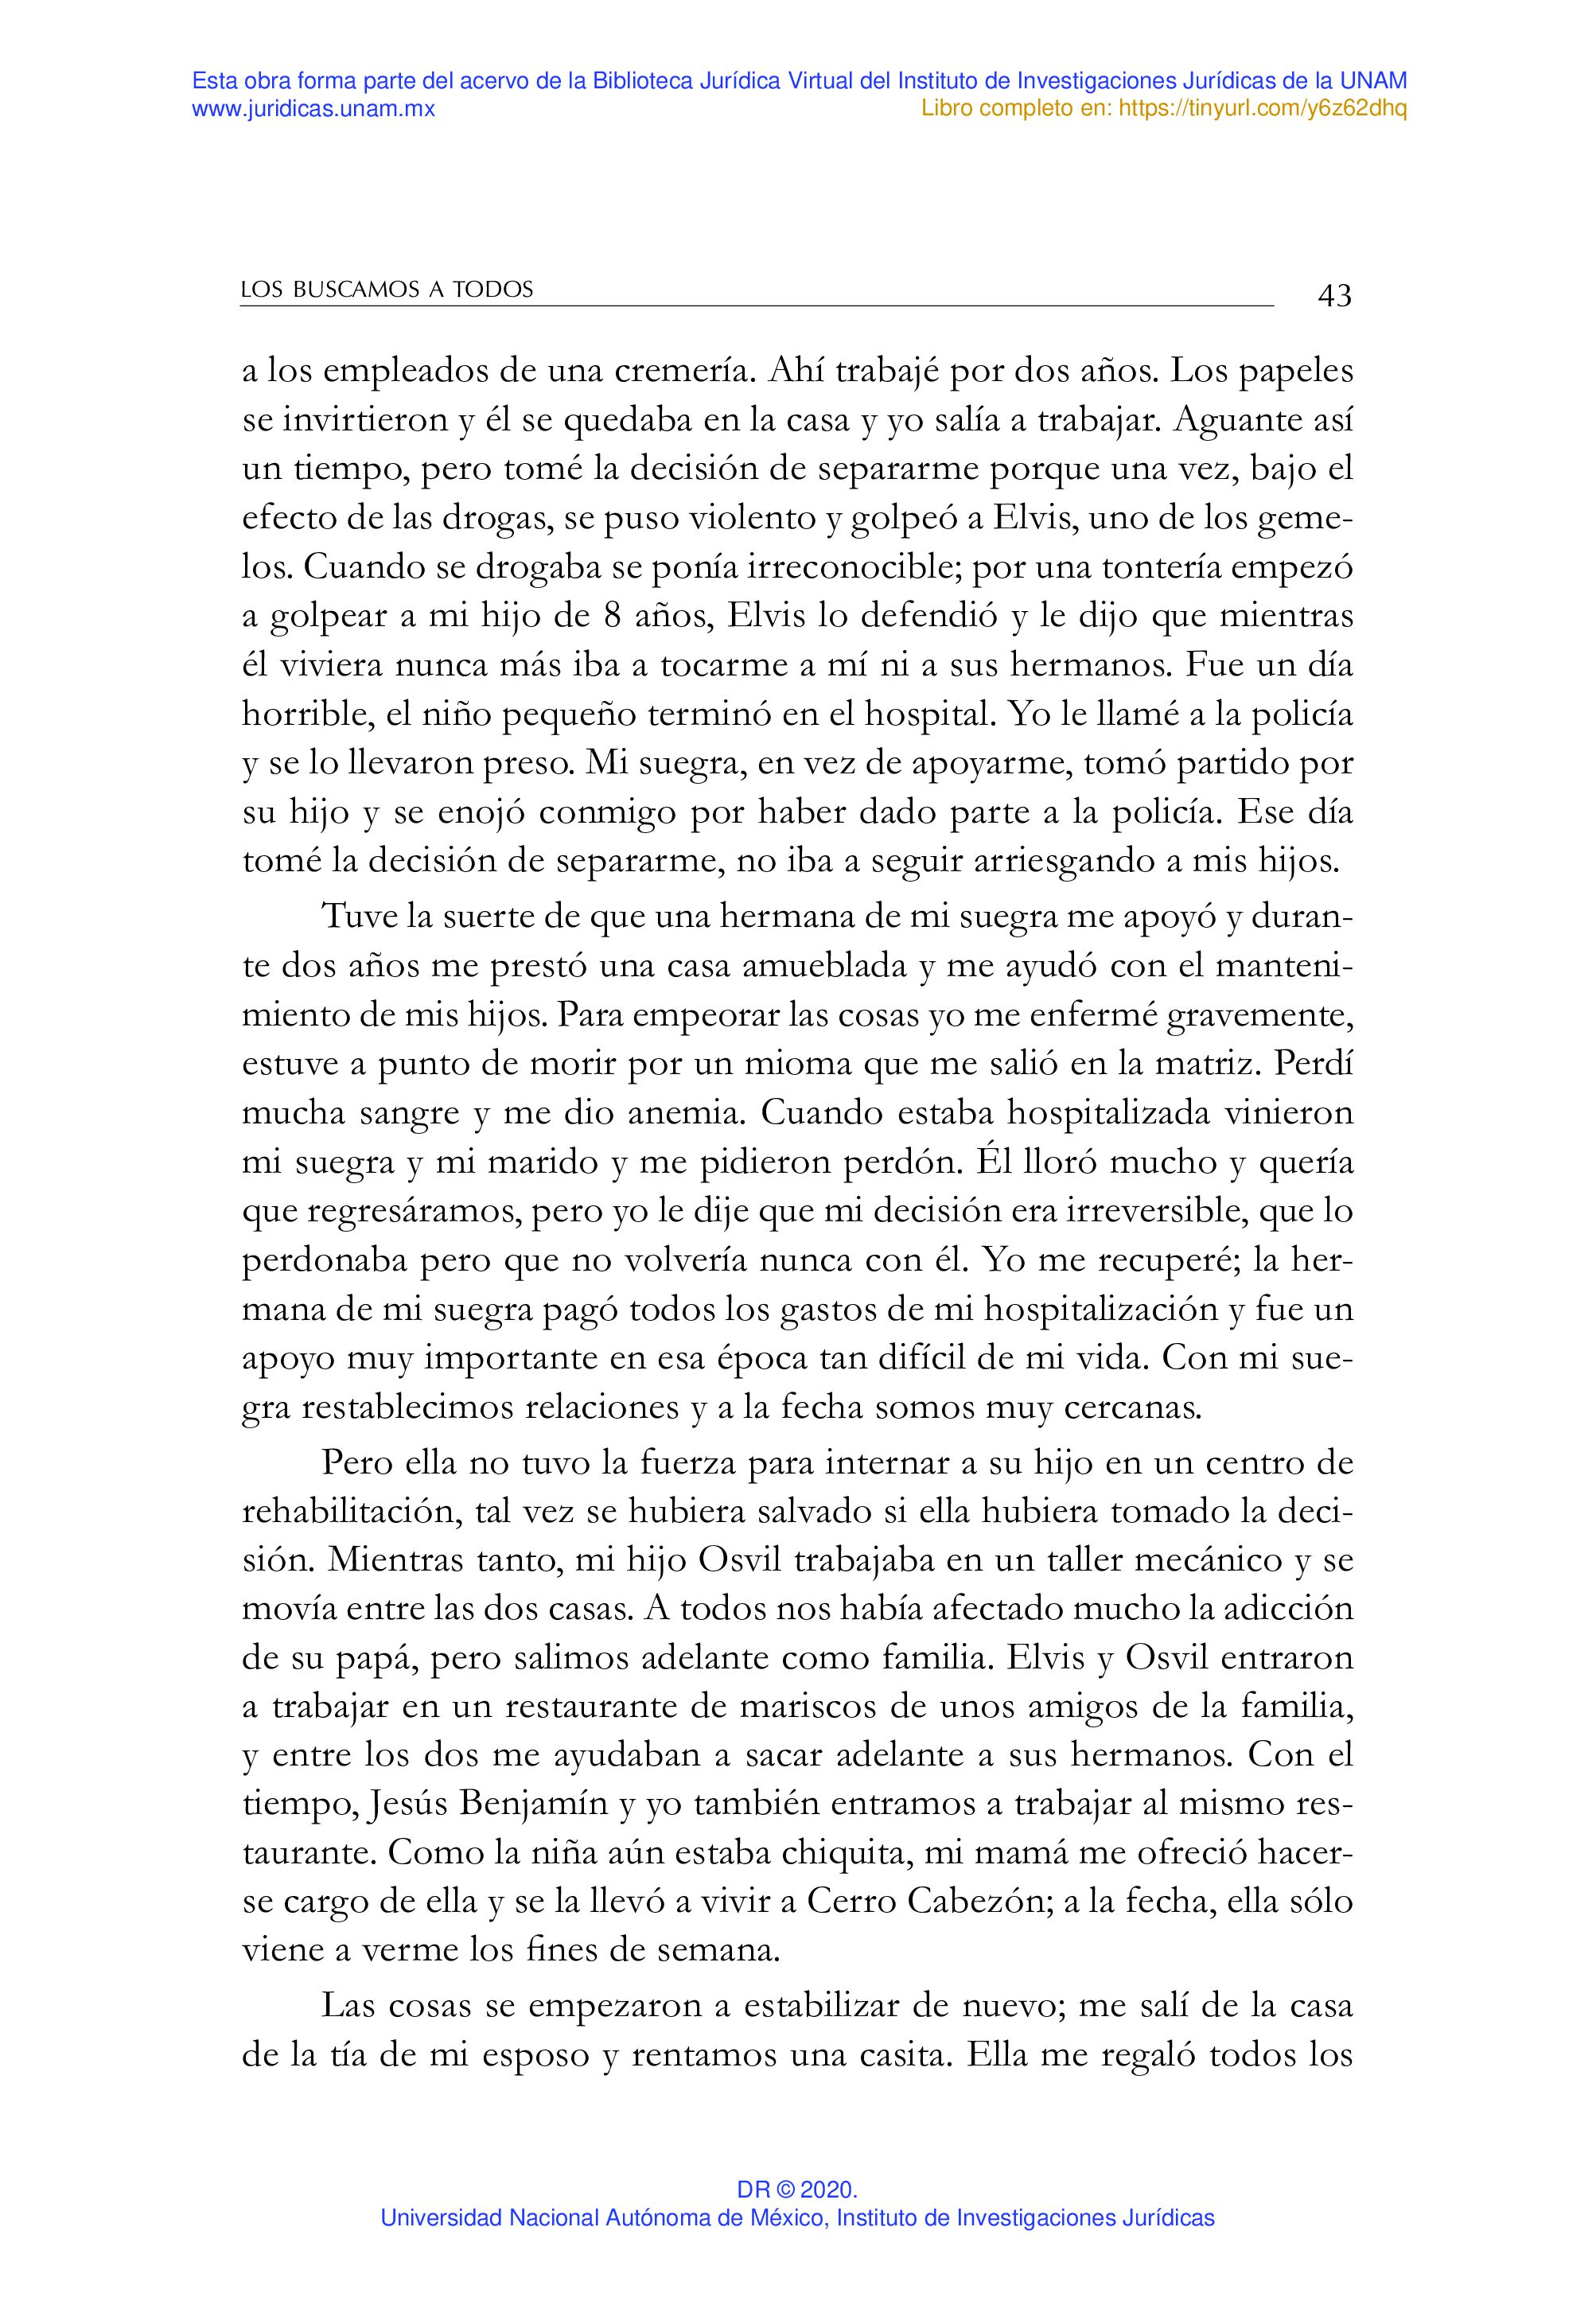 Esta obra forma parte del acervo de la Biblioteca Jurídica Virtual del Instituto de Investigaciones Jurídicas de la UNAM
www.juridicas.unam.mx
Libro completo en: https://tinyurl.com/y6z62dhq
LOS BUSCAMOS A TODOS
43
a los empleados de una cremería. Ahí trabajé por dos años. Los papeles
se invirtieron y él se quedaba en la casa y yo salía a trabajar. Aguante así
un tiempo, pero tomé la decisión de separarme porque una vez, bajo el
efecto de las drogas, se puso violento y golpeó a Elvis, uno de los geme-
los. Cuando se drogaba se ponía irreconocible; por una tontería empezó
a golpear a mi hijo de 8 años, Elvis lo defendió y le dijo que mientras
él viviera nunca más iba a tocarme a mí ni a sus hermanos. Fue un día
horrible, el niño pequeño terminó en el hospital. Yo le llamé a la policía
y se lo llevaron preso. Mi suegra, en vez de apoyarme, tomó partido por
su hijo y se enojó conmigo por haber dado parte a la policía. Ese día
tomé la decisión de separarme, no iba a seguir arriesgando a mis hijos.
Tuve la suerte de que una hermana de mi suegra me apoyó y duran-
te dos años me prestó una casa amueblada y me ayudó con el manteni-
miento de mis hijos. Para empeorar las cosas yo me enfermé gravemente,
estuve a punto de morir por un mioma que me salió en la matriz. Perdí
mucha sangre y me dio anemia. Cuando estaba hospitalizada vinieron
mi suegra y mi marido y me pidieron perdón. Él lloró mucho y quería
que regresáramos, pero yo le dije que mi decisión era irreversible, que lo
perdonaba pero que no volvería nunca con él. Yo me recuperé; la her-
mana de mi suegra pagó todos los gastos de mi hospitalización y fue un
apoyo muy importante en esa época tan difícil de mi vida. Con mi sue-
gra restablecimos relaciones y a la fecha somos muy cercanas.
Pero ella no tuvo la fuerza para internar a su hijo en un centro de
rehabilitación, tal vez se hubiera salvado si ella hubiera tomado la deci-
sión. Mientras tanto, mi hijo Osvil trabajaba en un taller mecánico y se
movía entre las dos casas. A todos nos había afectado mucho la adicción
de su papá, pero salimos adelante como familia. Elvis y Osvil entraron
a trabajar en un restaurante de mariscos de unos amigos de la familia,
y entre los dos me ayudaban a sacar adelante a sus hermanos. Con el
tiempo, Jesús Benjamín y yo también entramos a trabajar al mismo res-
taurante. Como la niña aún estaba chiquita, mi mamá me ofreció hacer-
se cargo de ella y se la llevó a vivir a Cerro Cabezón; a la fecha, ella sólo
viene a verme los fines de semana.
Las cosas se empezaron a estabilizar de nuevo; me salí de la casa
de la tía de mi esposo y rentamos una casita. Ella me regaló todos los
DR © 2020.
Universidad Nacional Autónoma de México, Instituto de Investigaciones Jurídicas